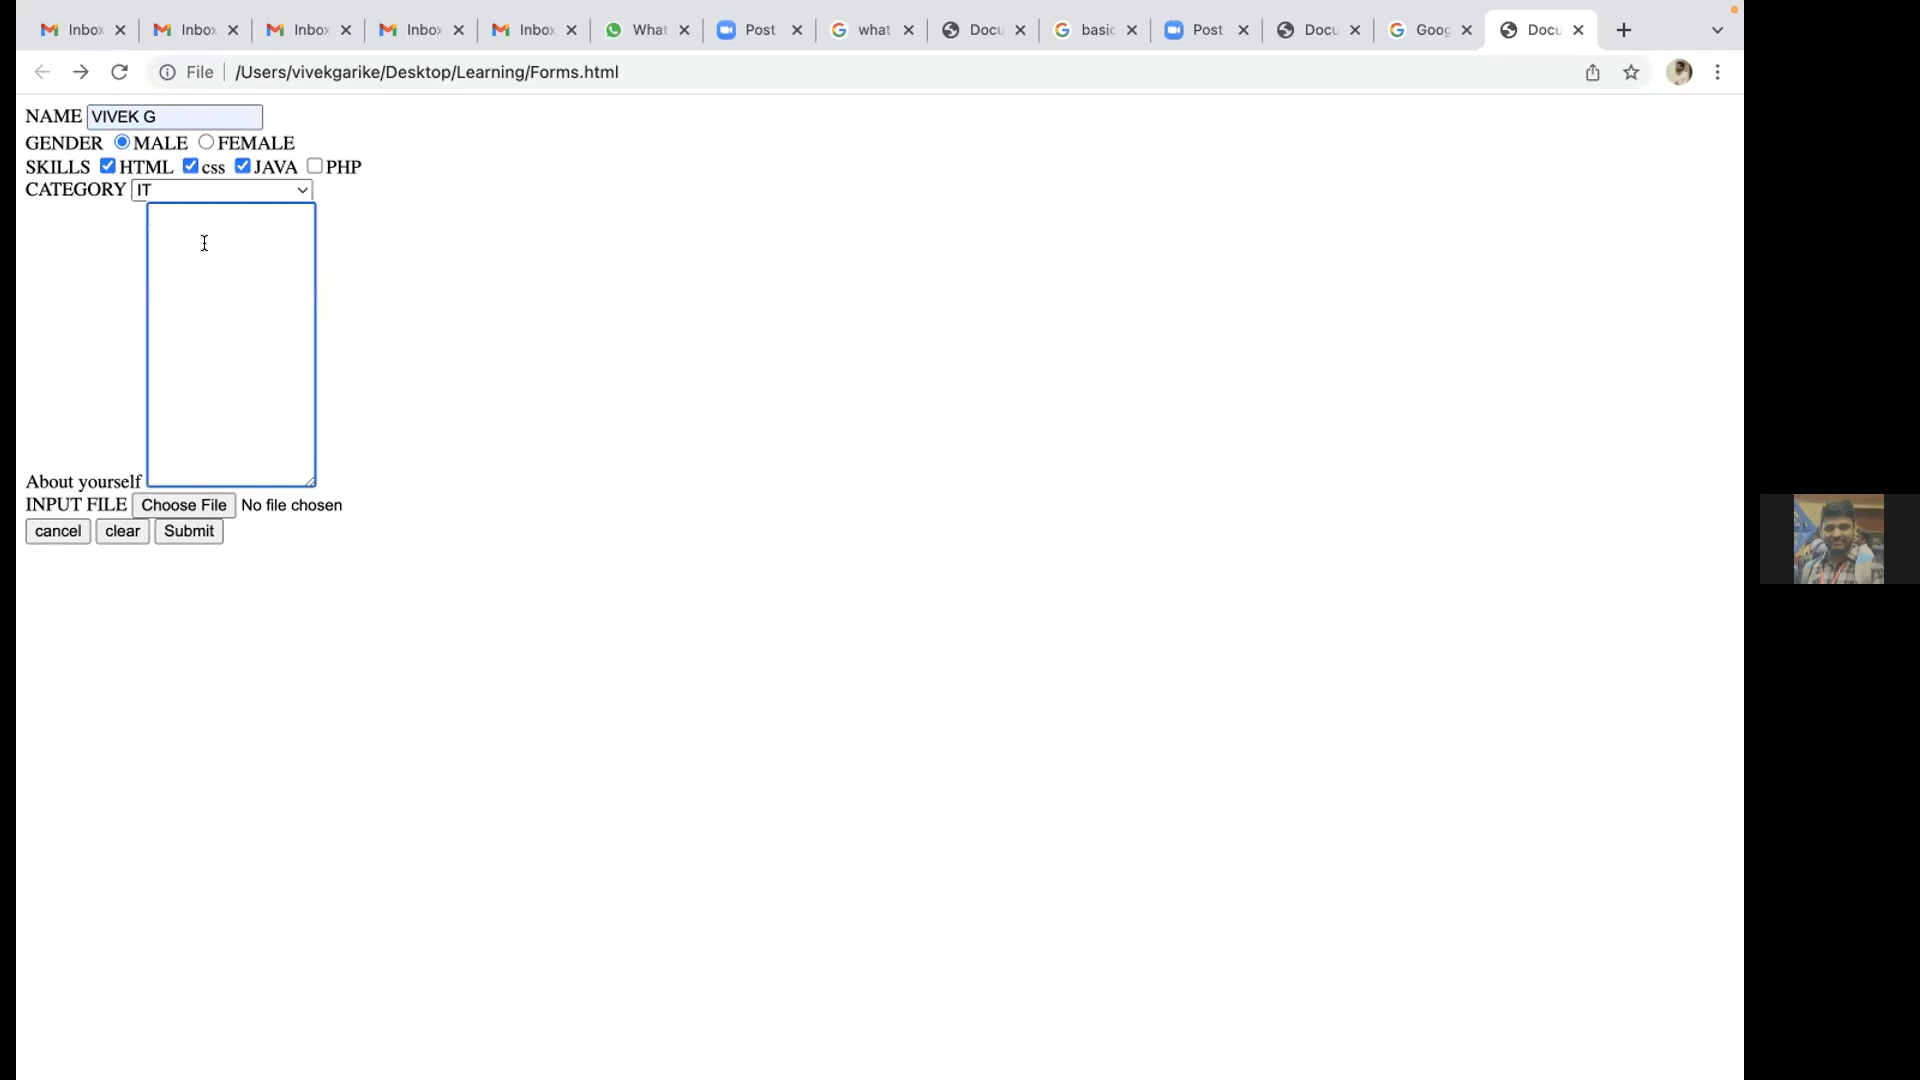 Inbox Inbox Inbox Inbox Inbox What Post what Docu basic Post Docu Goog Docu
File /Users/vivekgarike/Desktop/Learning/Forms.html
NAME VIVEK G
GENDER MALE FEMALE
SKILLS HTML css JAVA PHP
CATEGORY IT
About yourself
INPUT FILE Choose File No file chosen
cancel clear Submit